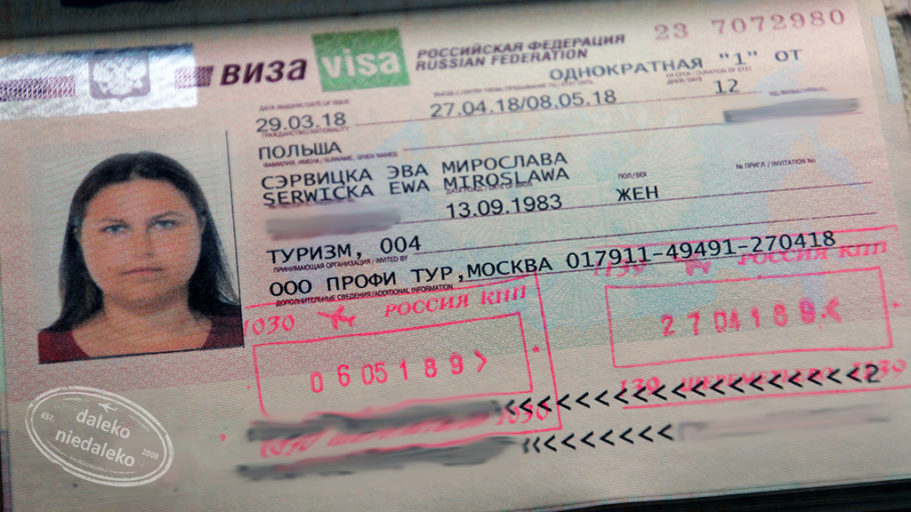 23 7072980
ВИЗА visa РОССИЙСКАЯ ФЕДЕРАЦИЯ
RUSSIAN FEDERATION
ОДНОКРАТНАЯ "1" ОТ
ДАТА ВЫДАЧИ/DATE OF ISSUE
НА СРОК / DURATION OF STAY
ДНЕЙ/DAYS
29.03.18 27.04.18/08.05.18 12
ГРАЖДАНСТВО/NATIONALITY
ПОЛЬША
ФАМИЛИЯ, ИМЕНА / SURNAME, GIVEN NAMES
СЭРВИЦКА ЭВА МИРОСЛАВА
SERWICKA EWA MIROSLAWA
ДАТА РОЖД. / DATE OF BIRTH ПОЛ/SEX № ПРИГЛ / INVITATION No
13.09.1983 ЖЕН
ТУРИЗМ, 004
ПРИНИМАЮЩАЯ ОРГАНИЗАЦИЯ / INVITED BY
ООО ПРОФИ ТУР,МОСКВА 017911-49491-270418
ДОПОЛНИТЕЛЬНЫЕ СВЕДЕНИЯ/ADDITIONAL INFORMATION
1139 РОССИЯ КПП
1030 РОССИЯ КПП
270418
060518
<<<<<<<<<<<<<<<<<<2
<<<<<<<<
1030
EST. 2008
daleko
niedaleko